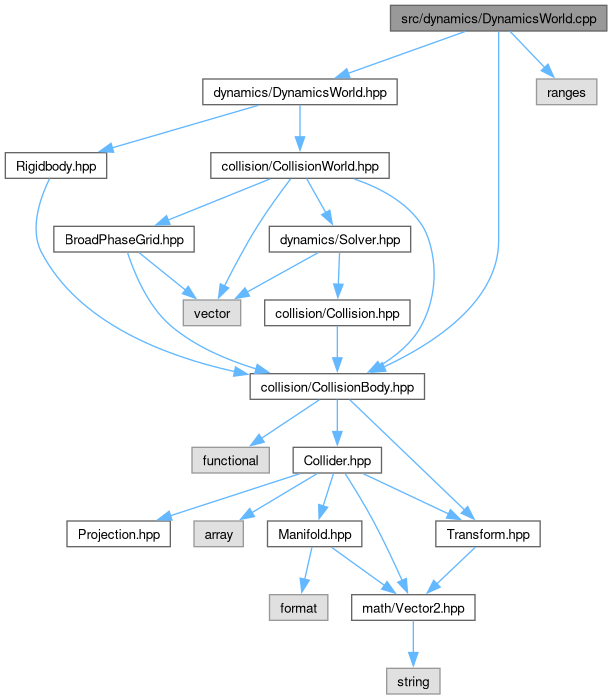 src/dynamics/DynamicsWorld.cpp
dynamics/DynamicsWorld.hpp
ranges
Rigidbody.hpp
collision/CollisionWorld.hpp
BroadPhaseGrid.hpp
dynamics/Solver.hpp
vector
collision/Collision.hpp
collision/CollisionBody.hpp
functional
Collider.hpp
Projection.hpp
array
Manifold.hpp
Transform.hpp
format
math/Vector2.hpp
string